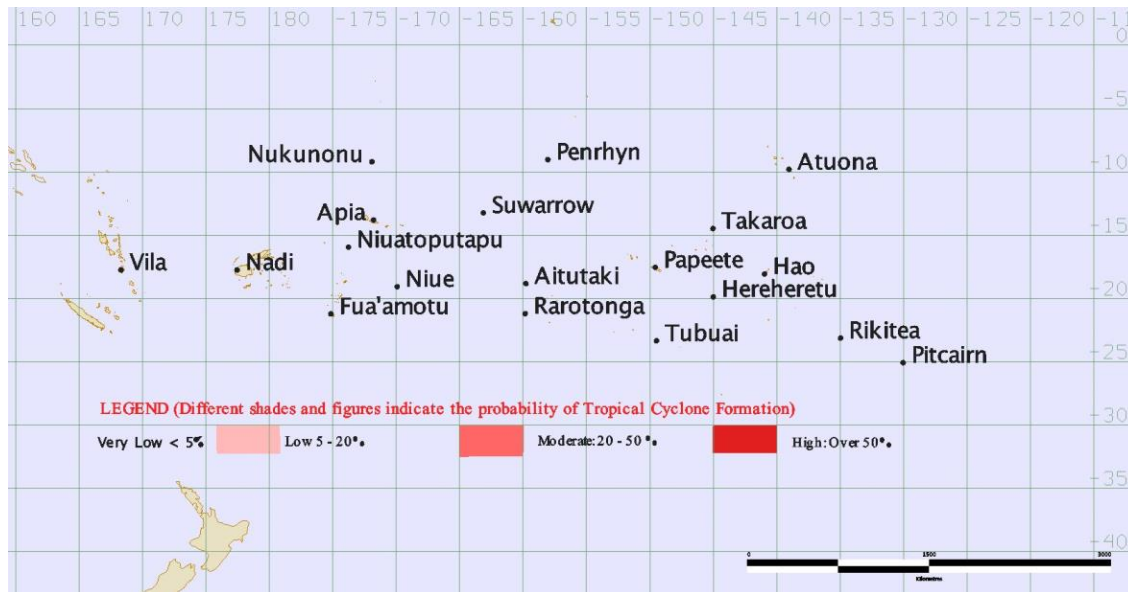 160 165 170 175 180 -175 -170 -165 -160 -155 -150 -145 -140 -135 -130 -125 -120 -11
0
-5
Nukunonu
Penrhyn
Atuona
-10
Suwarrow
Apia
Takaroa
-15
Niuatoputapu
Vila
Nadi
Papeete
Hao
Niue
Aitutaki
Hereheretu
-20
Fua'amotu
Rarotonga
Tubuai
Rikitea
Pitcairn
-25
LEGEND (Different shades and figures indicate the probability of Tropical Cyclone Formation)
-30
Very Low < 5% Low 5 - 20% Moderate: 20 - 50 % High: Over 50%
-35
-40
0 1500 3000
Kilometres